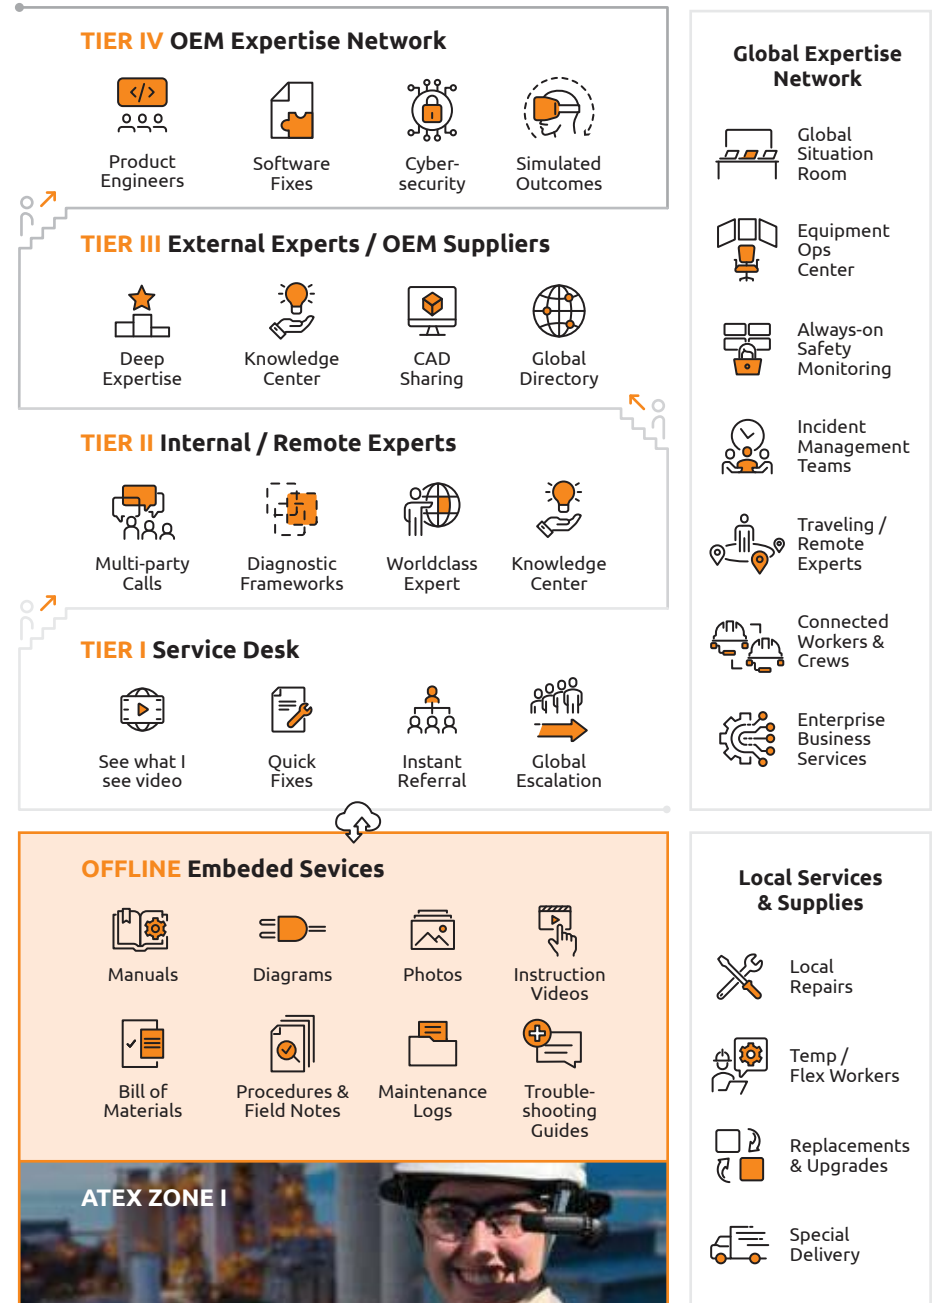 TIER IV OEM Expertise Network
Product
Engineers
Software
Fixes
Cyber-
security
Simulated
Outcomes
TIER III External Experts / OEM Suppliers
Deep
Expertise
Knowledge
Center
CAD
Sharing
Global
Directory
TIER II Internal / Remote Experts
Multi-party
Calls
Diagnostic
Frameworks
Worldclass
Expert
Knowledge
Center
TIER I Service Desk
See what I
see video
Quick
Fixes
Instant
Referral
Global
Escalation
OFFLINE Embeded Sevices
Manuals
Diagrams
Photos
Instruction
Videos
Bill of
Materials
Procedures &
Field Notes
Maintenance
Logs
Trouble-
shooting
Guides
ATEX ZONE I
Global Expertise
Network
Global
Situation
Room
Equipment
Ops
Center
Always-on
Safety
Monitoring
Incident
Management
Teams
Traveling /
Remote
Experts
Connected
Workers &
Crews
Enterprise
Business
Services
Local Services
& Supplies
Local
Repairs
Temp /
Flex Workers
Replacements
& Upgrades
Special
Delivery